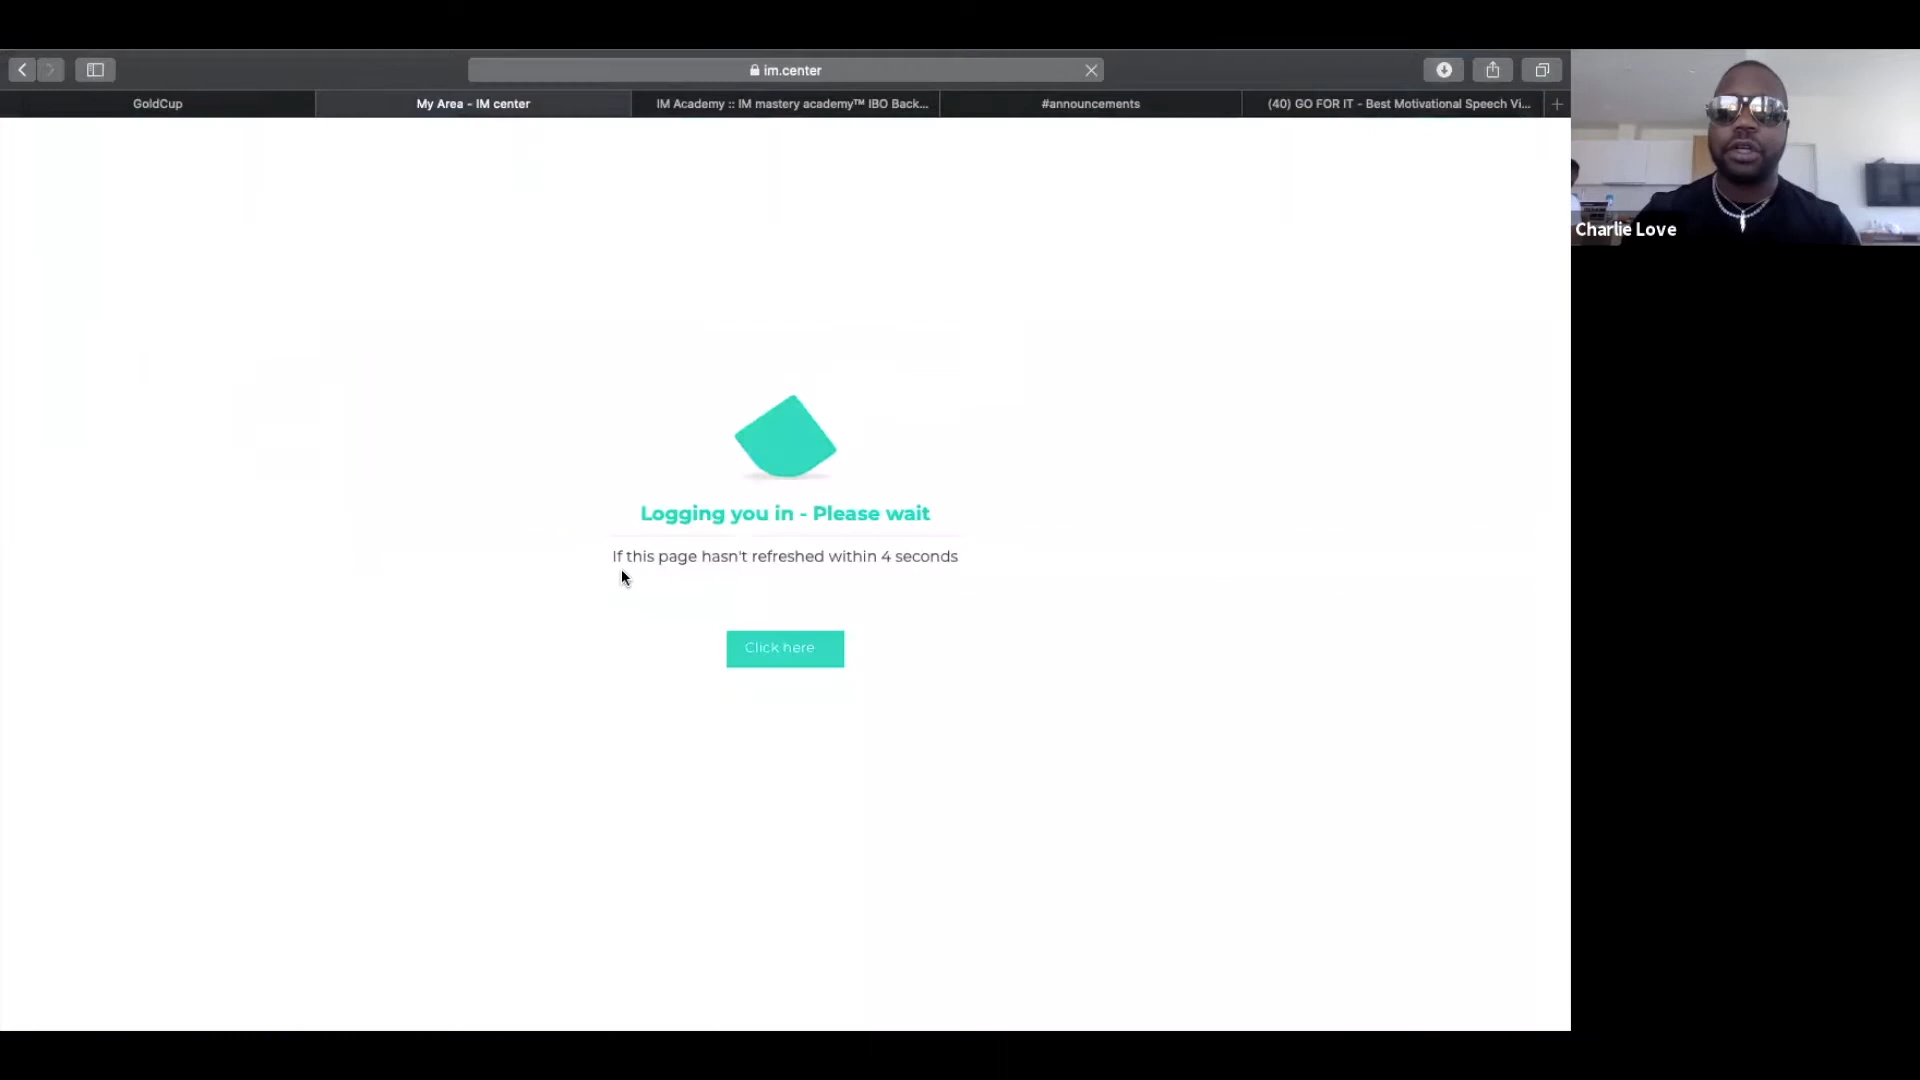 im.center
GoldCup
My Area - IM center
IM Academy :: IM mastery academy™ IBO Back...
#announcements
(40) GO FOR IT - Best Motivational Speech Vi...
Charlie Love
Logging you in - Please wait
If this page hasn't refreshed within 4 seconds
Click here